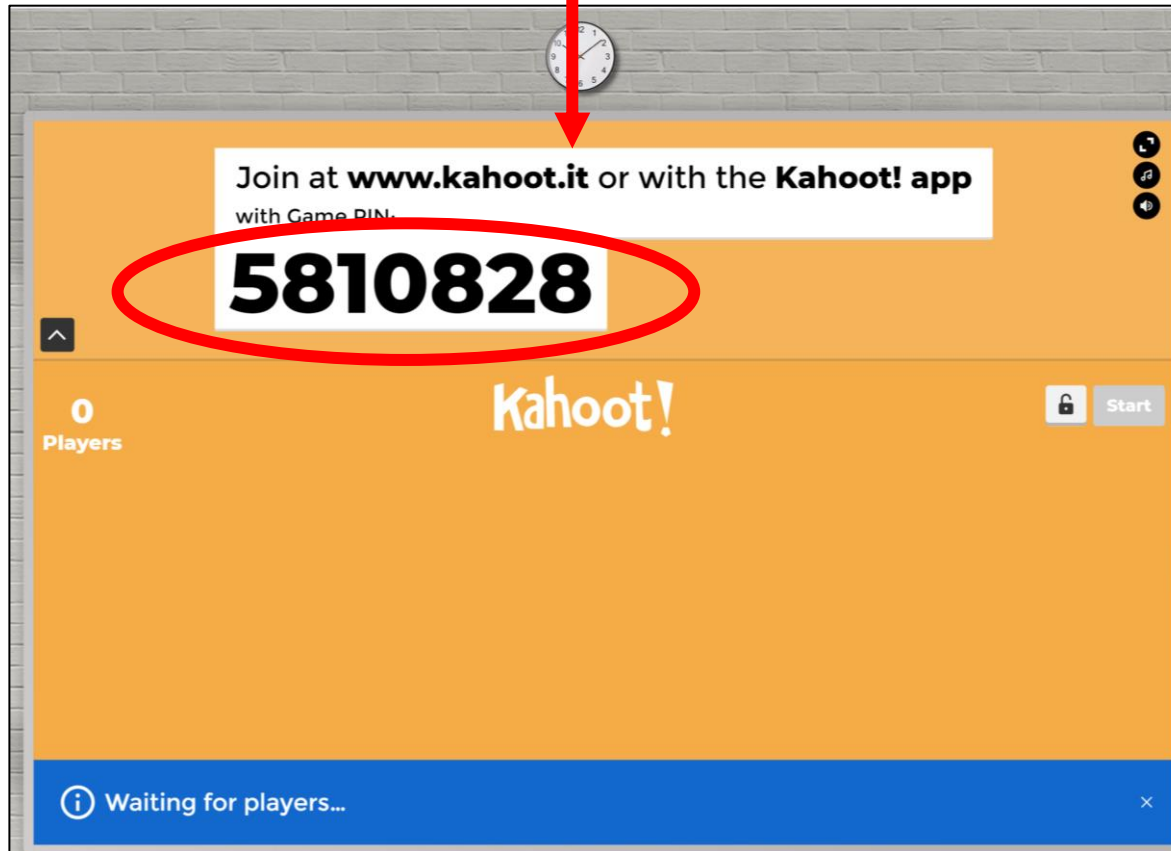 Join at www.kahoot.it or with the Kahoot! app
with Game PIN:
5810828
Kahoot!
0
Players
Start
Waiting for players...